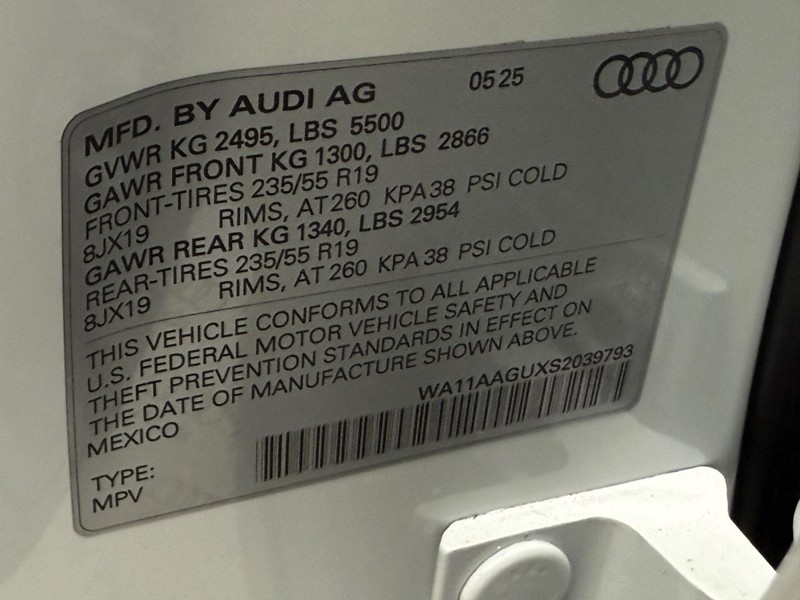 MFD. BY AUDI AG 05 25
GVWR KG 2495, LBS 5500
GAWR FRONT KG 1300, LBS 2866
FRONT-TIRES 235/55 R19
8JX19 RIMS, AT 260 KPA 38 PSI COLD
GAWR REAR KG 1340, LBS 2954
REAR-TIRES 235/55 R19
8JX19 RIMS, AT 260 KPA 38 PSI COLD
THIS VEHICLE CONFORMS TO ALL APPLICABLE
U.S. FEDERAL MOTOR VEHICLE SAFETY AND
THEFT PREVENTION STANDARDS IN EFFECT ON
THE DATE OF MANUFACTURE SHOWN ABOVE.
MEXICO WA11AAGUXS2039793
TYPE:
MPV